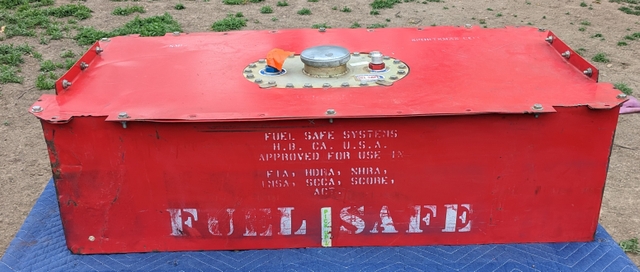 FUEL SAFE SYSTEMS
H.B. CA. U.S.A.
APPROVED FOR USE IN
FIA, HDRA, NHRA,
IMSA, SCCA, SCORE,
ACT.
FUEL SAFE